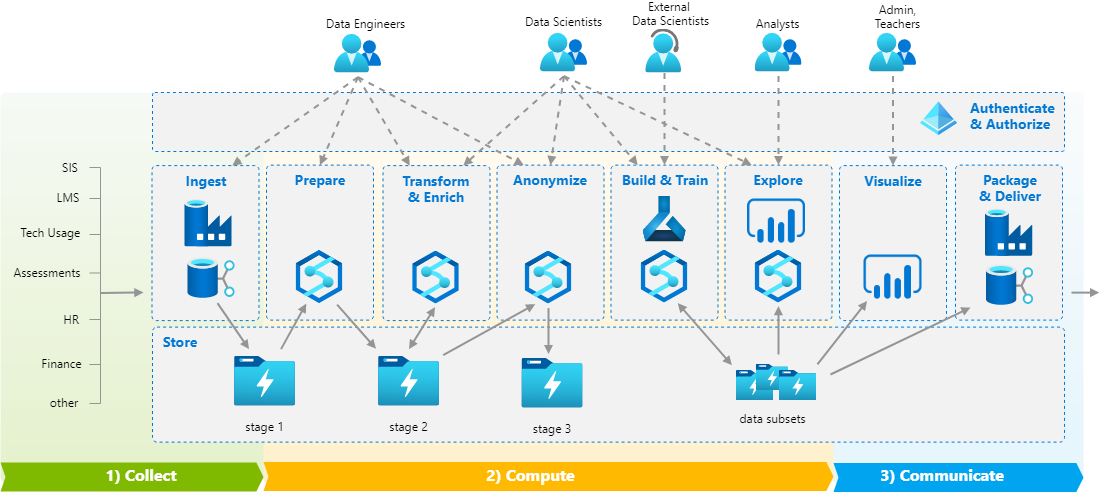 Data Engineers
Data Scientists
External
Data Scientists
Analysts
Admin,
Teachers
Authenticate
& Authorize
SIS
LMS
Tech Usage
Assessments
HR
Finance
other
Ingest
Prepare
Transform
& Enrich
Anonymize
Build & Train
Explore
Visualize
Package
& Deliver
Store
stage 1
stage 2
stage 3
data subsets
1) Collect
2) Compute
3) Communicate